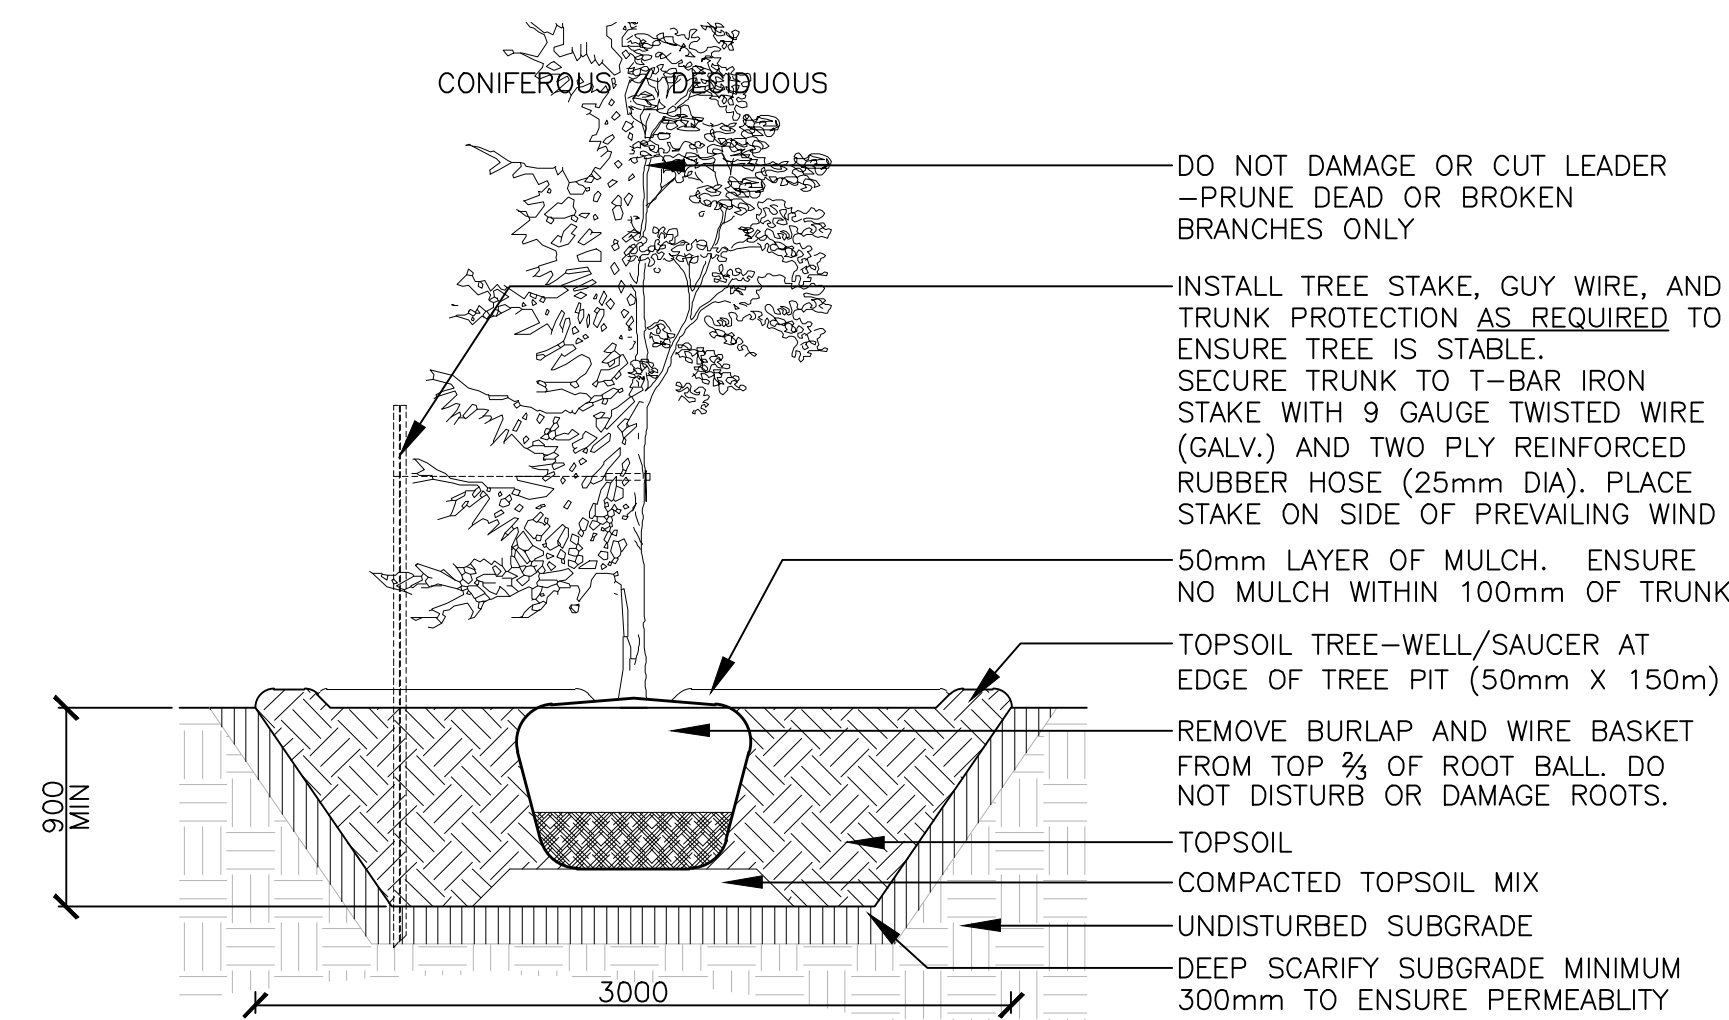 CONIFEROUS / DECIDUOUS
DO NOT DAMAGE OR CUT LEADER
-PRUNE DEAD OR BROKEN
BRANCHES ONLY
INSTALL TREE STAKE, GUY WIRE, AND
TRUNK PROTECTION AS REQUIRED TO
ENSURE TREE IS STABLE.
SECURE TRUNK TO T-BAR IRON
STAKE WITH 9 GAUGE TWISTED WIRE
(GALV.) AND TWO PLY REINFORCED
RUBBER HOSE (25mm DIA). PLACE
STAKE ON SIDE OF PREVAILING WIND
50mm LAYER OF MULCH. ENSURE
NO MULCH WITHIN 100mm OF TRUNK
TOPSOIL TREE-WELL/SAUCER AT
EDGE OF TREE PIT (50mm X 150m)
REMOVE BURLAP AND WIRE BASKET
FROM TOP ⅔ OF ROOT BALL. DO
NOT DISTURB OR DAMAGE ROOTS.
TOPSOIL
COMPACTED TOPSOIL MIX
UNDISTURBED SUBGRADE
DEEP SCARIFY SUBGRADE MINIMUM
300mm TO ENSURE PERMEABLITY
900
MIN
3000